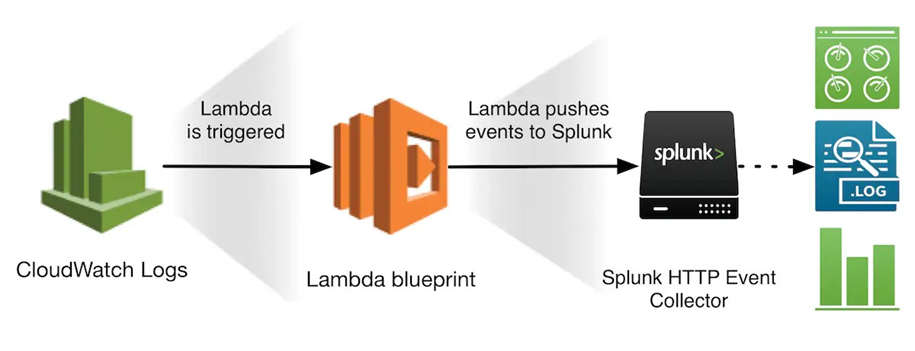 Lambda
is triggered
Lambda pushes
events to Splunk
splunk>
.LOG
CloudWatch Logs
Lambda blueprint
Splunk HTTP Event
Collector